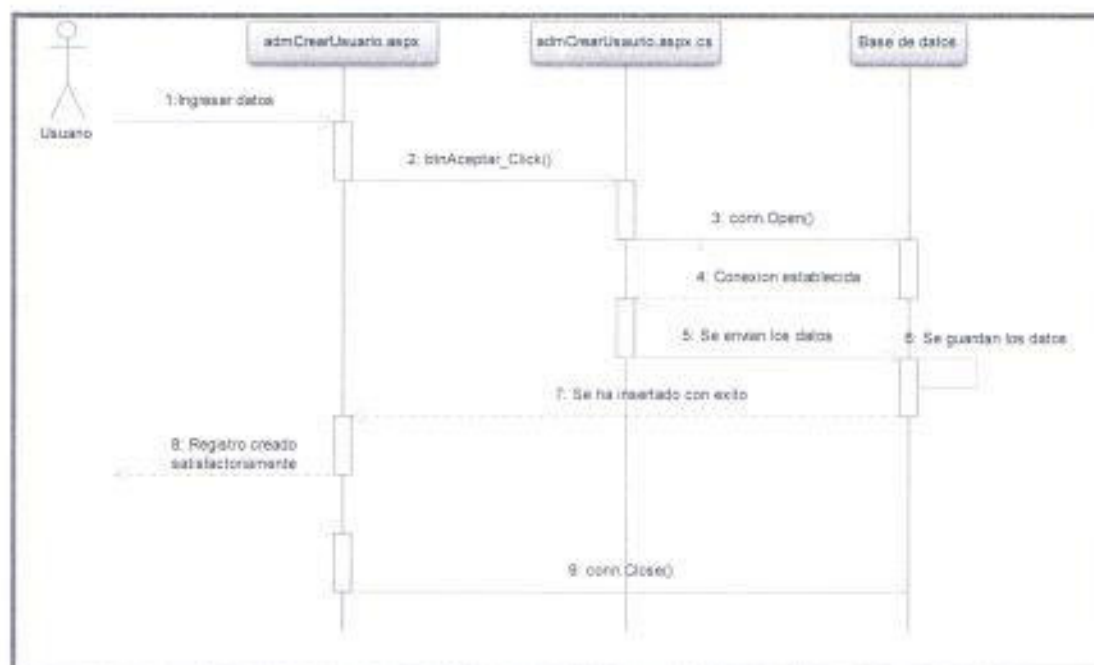 admCrearUsuario.aspx
admCrearUsaurio.aspx.cs
Base de datos
Usuario
1:Ingresar datos
2: btnAceptar_Click()
3: conn.Open()
4: Conexion establecida
5: Se envian los datos
6: Se guardan los datos
7: Se ha insertado con exito
8: Registro creado
satisfactoriamente
9: conn.Close()